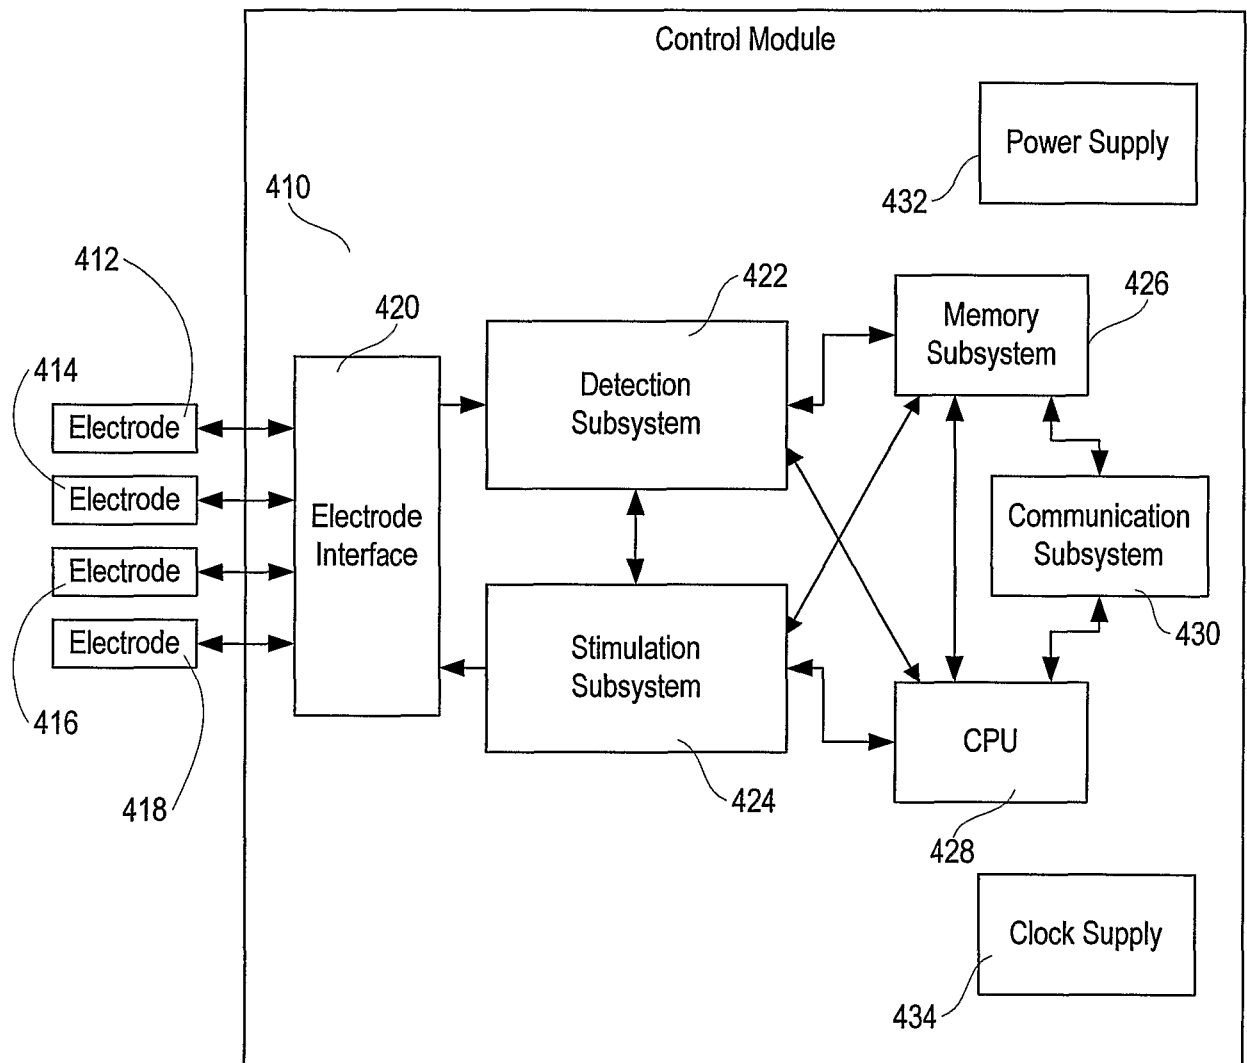 Control Module
Power Supply
432
410
412
422
426
420
Memory
Subsystem
414
Detection
Subsystem
Electrode
Electrode
Electrode
Interface
Communication
Subsystem
Electrode
430
Electrode
Stimulation
Subsystem
416
CPU
418
424
428
Clock Supply
434